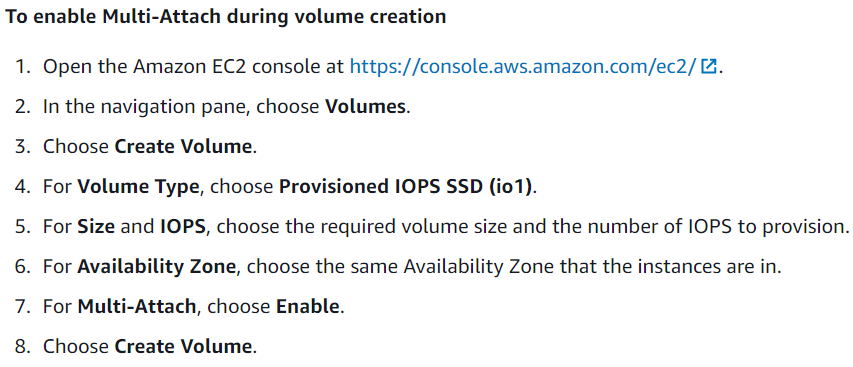 To enable Multi-Attach during volume creation
1. Open the Amazon EC2 console at https://console.aws.amazon.com/ec2/.
2. In the navigation pane, choose Volumes.
3. Choose Create Volume.
4. For Volume Type, choose Provisioned IOPS SSD (io1).
5. For Size and IOPS, choose the required volume size and the number of IOPS to provision.
6. For Availability Zone, choose the same Availability Zone that the instances are in.
7. For Multi-Attach, choose Enable.
8. Choose Create Volume.